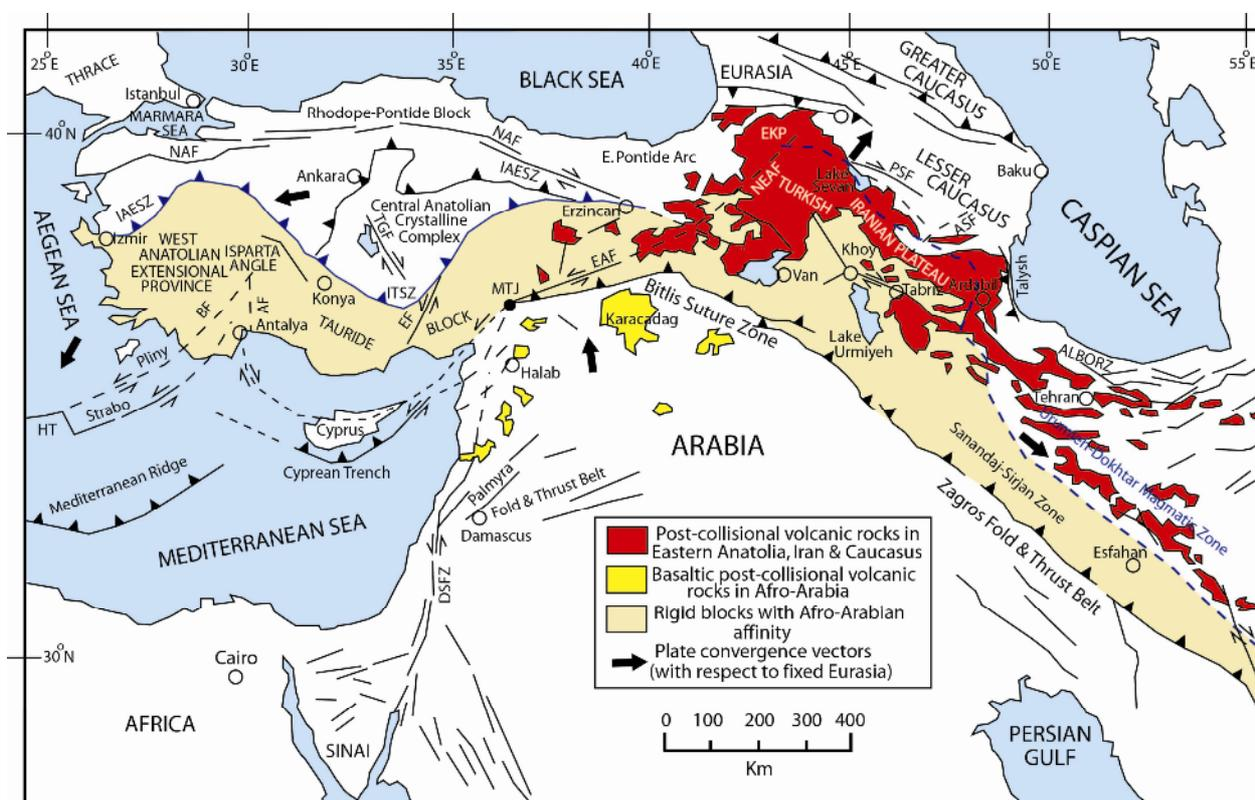 25°E
30°E
35°E
40°E
45°E
50°E
55
THRACE
Istanbul
MARMARA
SEA
40°N
BLACK SEA
EURASIA
GREATER
CAUCASUS
Rhodope-Pontide Block
NAF
NAF
E.Pontide Arc
EKP
LESSER
CAUCASUS
Baku
CASPIAN SEA
Ankara
IAESZ
IAESZ
Central Anatolian
Crystalline
Complex
TGF
Erzincan
NEAF
TURKISH
IRANIAN PLATEAU
Lake
Sevan
PSF
ASF
Talysh
AEGEAN SEA
Izmir
WEST
ANATOLIAN
EXTENSIONAL
PROVINCE
ISPARTA
ANGLE
BF
AF
Konya
Antalya
TAURIDE
BLOCK
ITSZ
EF
MTJ
EAF
Van
Khoy
Tabriz
Ardabil
Karacadag
Bitlis Suture Zone
Lake
Urmiyeh
ALBORZ
Tehran
Urumieh-Dokhtar Magmatic Zone
Pliny
Strabo
HT
Halab
Cyprus
Cyprean Trench
Mediterranean Ridge
MEDITERRANEAN SEA
ARABIA
Palmyra
Fold & Thrust Belt
Damascus
DSFZ
Sanandaj-Sirjan Zone
Zagros Fold & Thrust Belt
Esfahan
Post-collisional volcanic rocks in
Eastern Anatolia, Iran & Caucasus
Basaltic post-collisional volcanic
rocks in Afro-Arabia
Rigid blocks with Afro-Arabian
affinity
Plate convergence vectors
(with respect to fixed Eurasia)
30°N
Cairo
AFRICA
SINAI
0 100 200 300 400
Km
PERSIAN
GULF